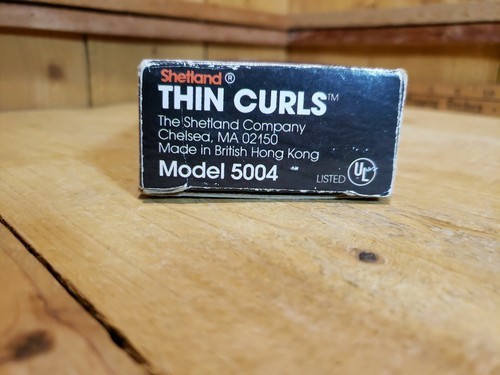 Shetland®
THIN CURLS™
The Shetland Company
Chelsea, MA 02150
Made in British Hong Kong
Model 5004
LISTED UL